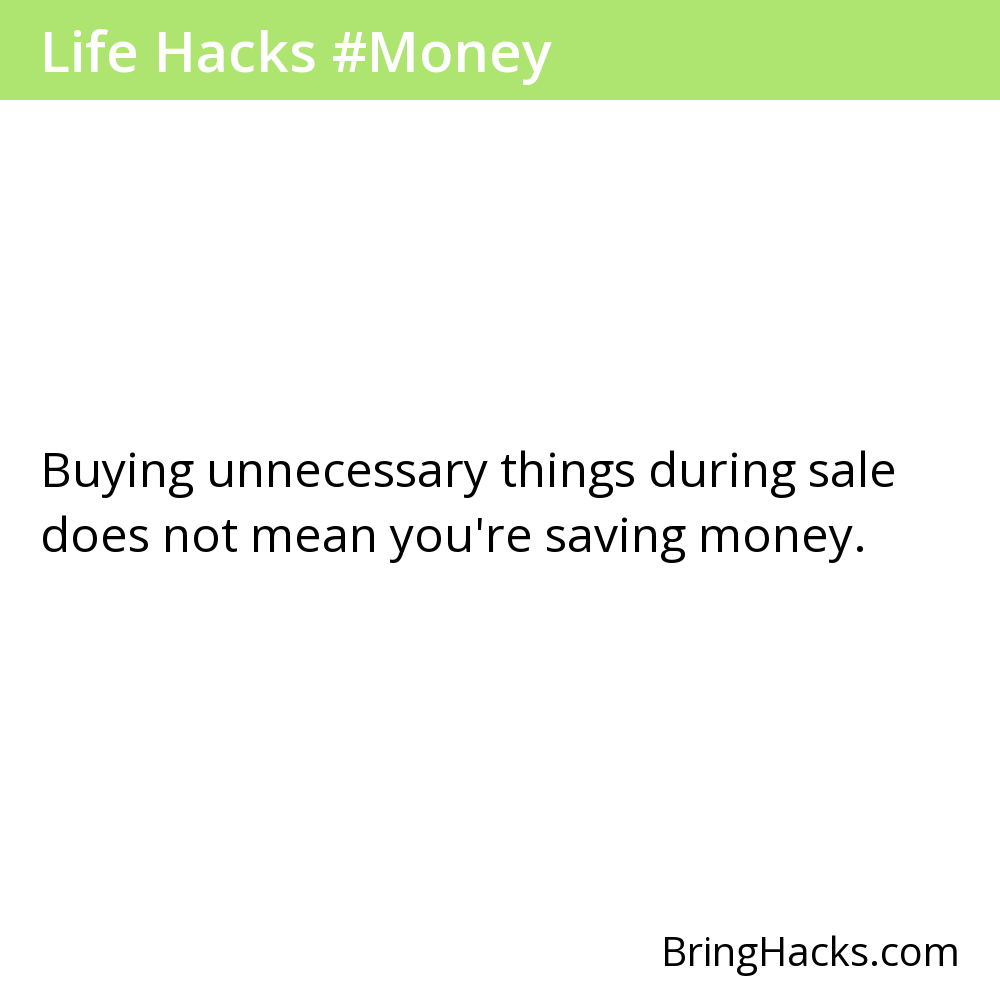 Life Hacks #Money
Buying unnecessary things during sale
does not mean you're saving money.
BringHacks.com